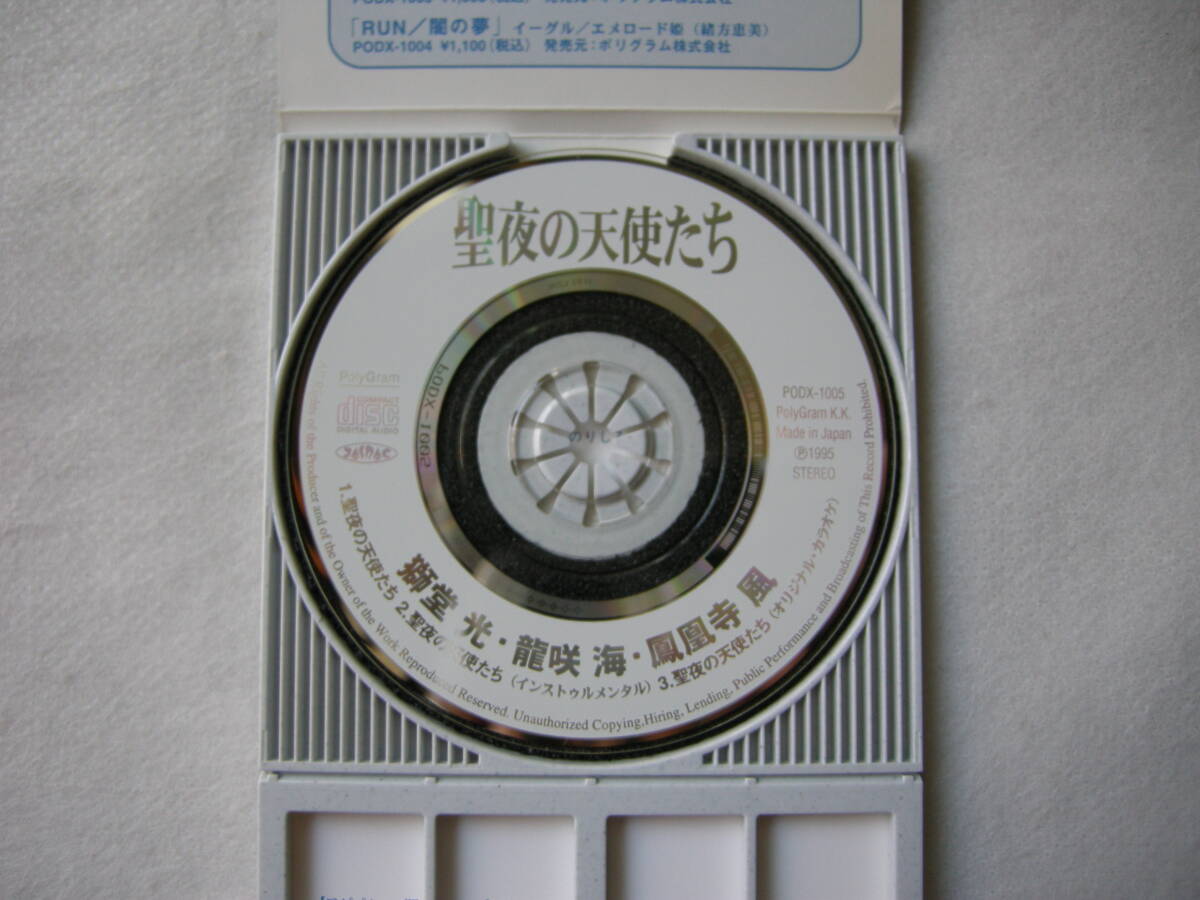 「RUN／闇の夢」イーグル／エメロード姫（緒方恵美）
PODX-1004 ¥1,100（税込） 発売元：ポリグラム株式会社
聖夜の天使たち
PolyGram
COMPACT
disc
DIGITAL AUDIO
PODX-1005
PolyGram K.K.
Made in Japan
Ⓟ1995
STEREO
獅堂 光・龍咲 海・鳳凰寺 風
1.聖夜の天使たち 2.聖夜の天使たち（インストゥルメンタル） 3.聖夜の天使たち（オリジナル・カラオケ）
of the Producer and of the Owner of the Work Reproduced Reserved. Unauthorized Copying,Hiring, Lending, Public Performance and Broadcasting of This Record Prohibited.